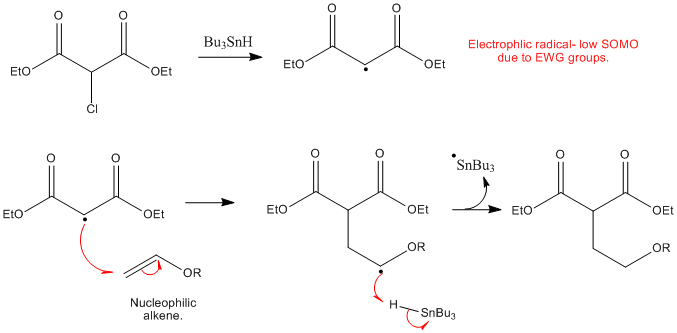 O O
EtO OEt
Cl
Bu3SnH
O O
EtO OEt
Electrophlic radical- low SOMO
due to EWG groups.
O O
EtO OEt
OR
Nucleophilic
alkene.
O O
EtO OEt
OR
H
SnBu3
•SnBu3
O O
EtO OEt
OR